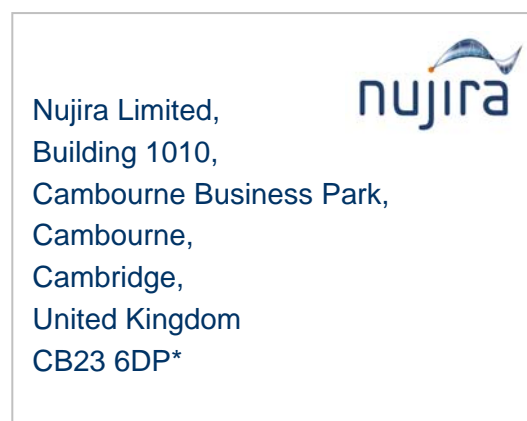 nujira
Nujira Limited,
Building 1010,
Cambourne Business Park,
Cambourne,
Cambridge,
United Kingdom
CB23 6DP*